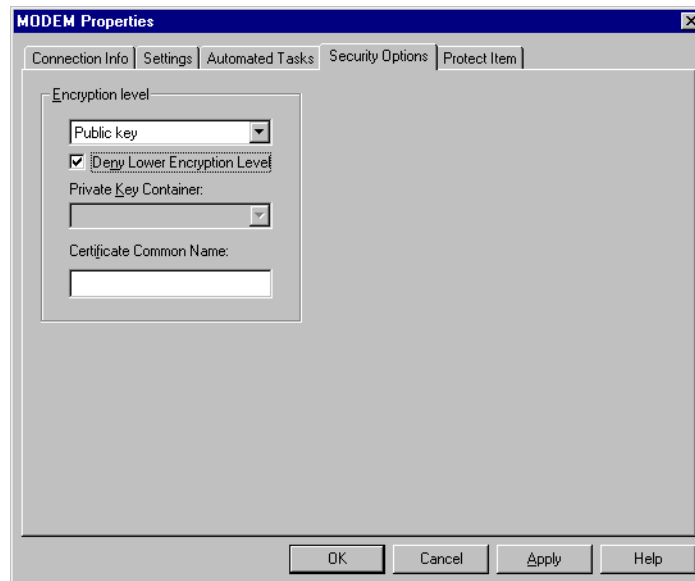 MODEM Properties
Connection Info Settings Automated Tasks Security Options Protect Item
Encryption level
Public key
Deny Lower Encryption Level
Private Key Container:
Certificate Common Name:
OK Cancel Apply Help